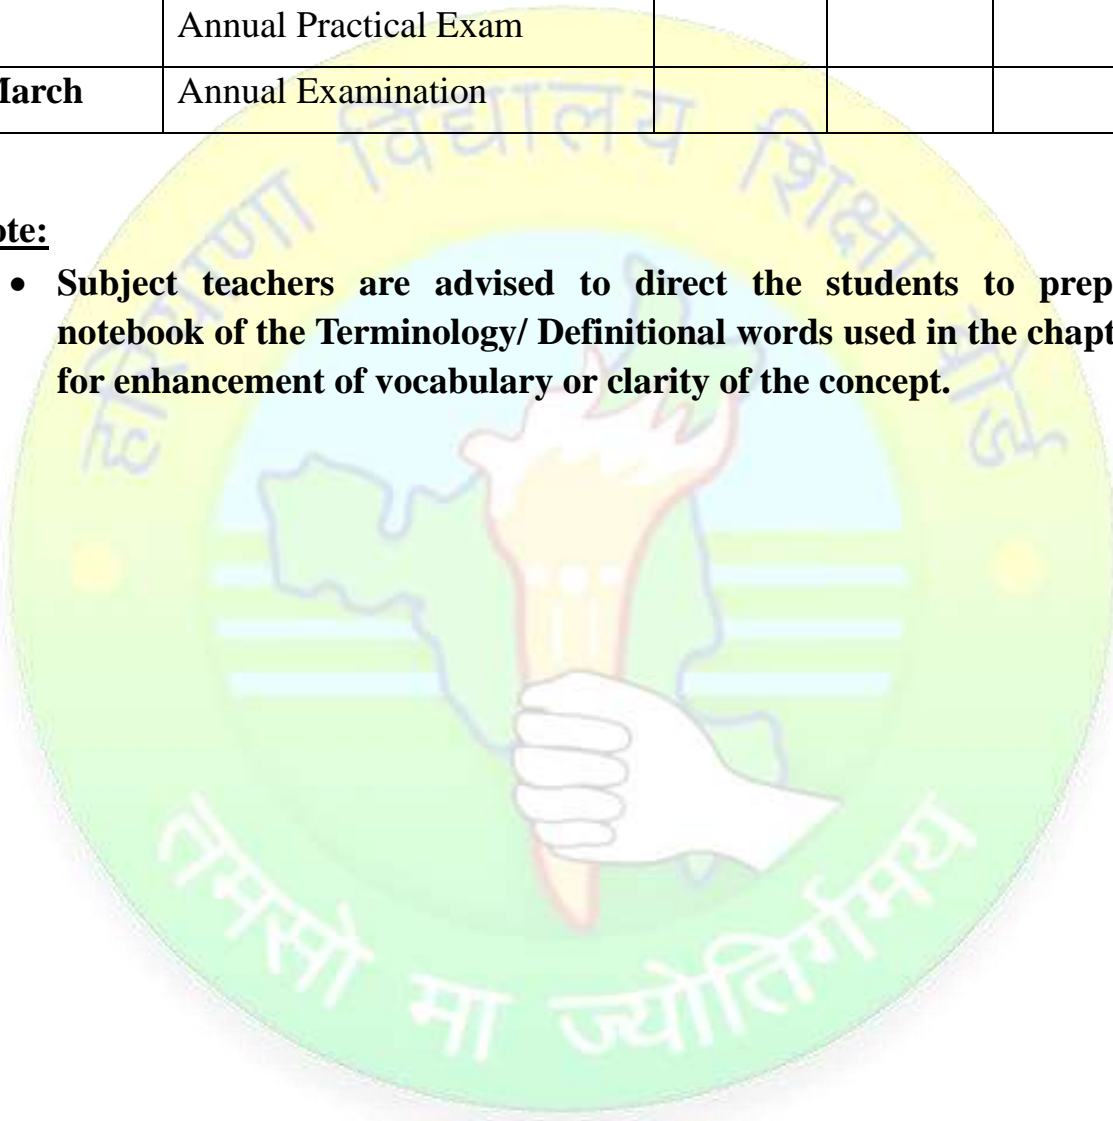 Annual Practical Exam
March Annual Examination
ote:
• Subject teachers are advised to direct the students to prep
notebook of the Terminology/ Definitional words used in the chapt
for enhancement of vocabulary or clarity of the concept.
हरियाणा विद्यालय शिक्षा बोर्ड
तमसो मा ज्योतिर्गमय